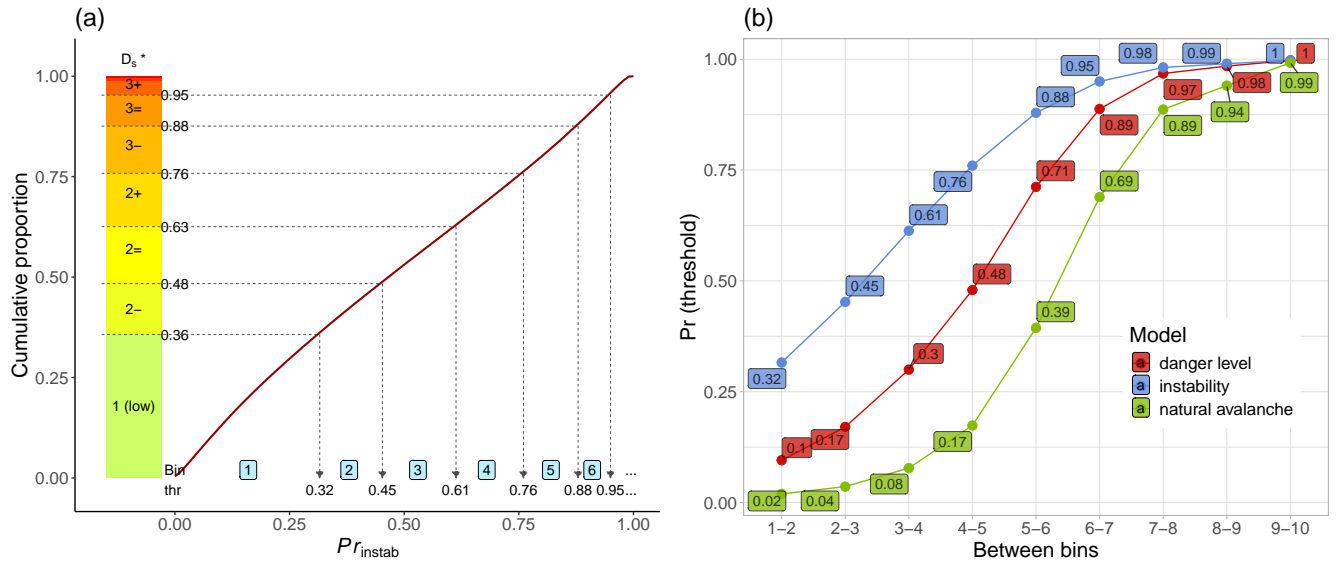 (a)
D_s *
1.00
0.75
0.50
0.25
0.00
Cumulative proportion
3+
3=
3−
2+
2=
2−
1 (low)
0.95
0.88
0.76
0.63
0.48
0.36
Bin 1 2 3 4 5 6 ...
thr 0.32 0.45 0.61 0.76 0.88 0.95...
0.00 0.25 0.50 0.75 1.00
Pr_instab
(b)
1.00
0.75
0.50
0.25
0.00
Pr (threshold)
0.32 0.45 0.61 0.76 0.88 0.95 0.98 0.99 1
0.1 0.17 0.3 0.48 0.71 0.89 0.97 0.98 1
0.02 0.04 0.08 0.17 0.39 0.69 0.89 0.94 0.99
Model
a danger level
a instability
a natural avalanche
1−2 2−3 3−4 4−5 5−6 6−7 7−8 8−9 9−10
Between bins